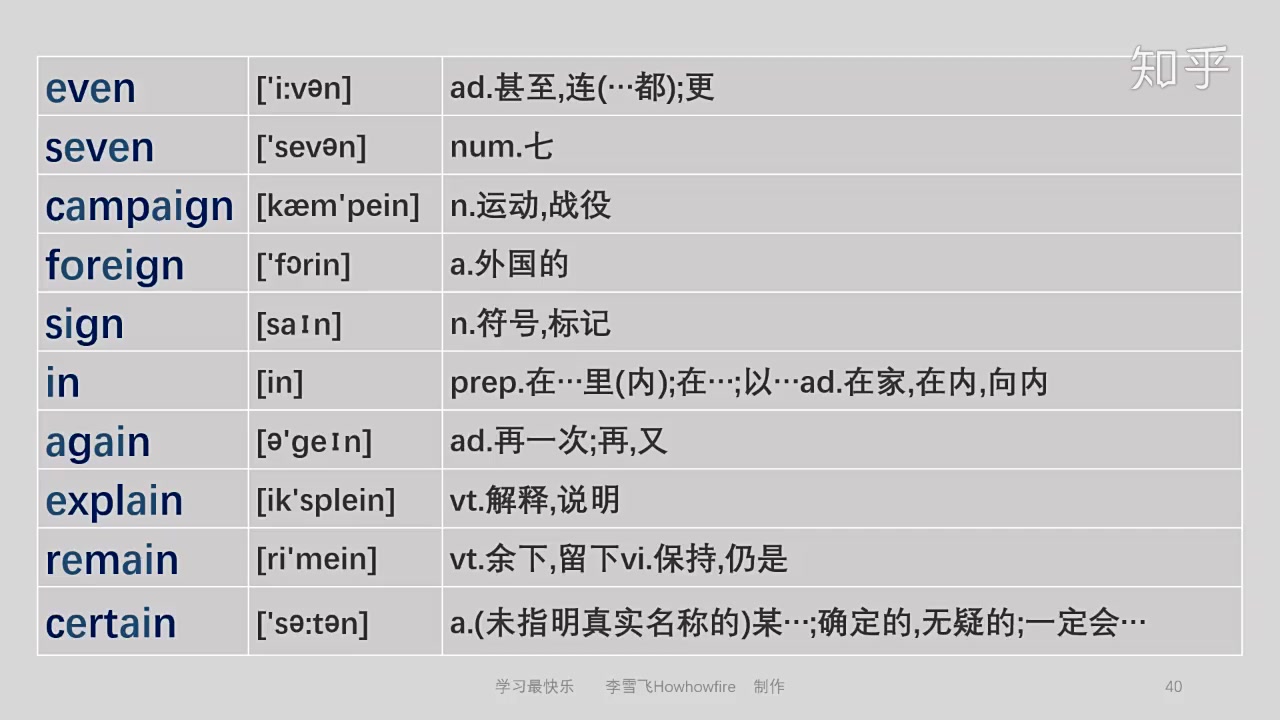 知乎
even ['i:vən] ad.甚至,连(…都);更
seven ['sevən] num.七
campaign [kæm'pein] n.运动,战役
foreign ['fɔrin] a.外国的
sign [saɪn] n.符号,标记
in [in] prep.在…里(内);在…;以…ad.在家,在内,向内
again [ə'geɪn] ad.再一次;再,又
explain [ik'splein] vt.解释,说明
remain [ri'mein] vt.余下,留下vi.保持,仍是
certain ['sə:tən] a.(未指明真实名称的)某…;确定的,无疑的;一定会…
学习最快乐 李雪飞Howhowfire 制作 40